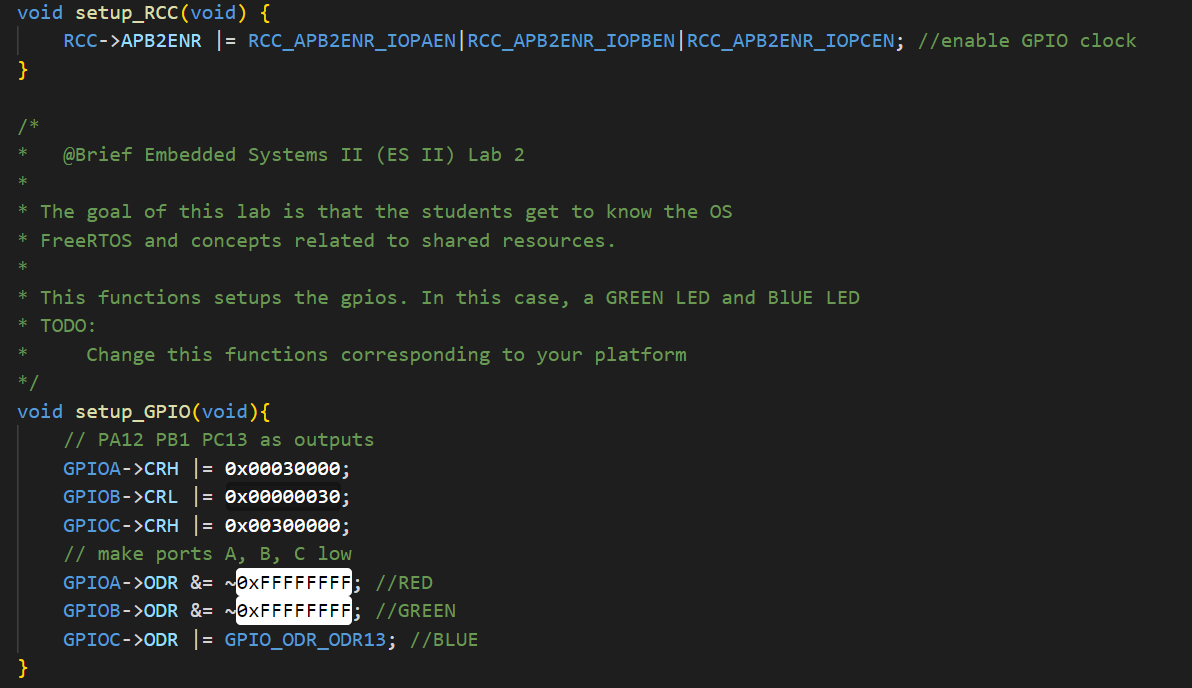 void setup_RCC(void) {
    RCC->APB2ENR |= RCC_APB2ENR_IOPAEN|RCC_APB2ENR_IOPBEN|RCC_APB2ENR_IOPCEN; //enable GPIO clock
}
/*
*   @Brief Embedded Systems II (ES II) Lab 2
*
* The goal of this lab is that the students get to know the OS
* FreeRTOS and concepts related to shared resources.
*
* This functions setups the gpios. In this case, a GREEN LED and BlUE LED
* TODO:
*     Change this functions corresponding to your platform
*/
void setup_GPIO(void){
    // PA12 PB1 PC13 as outputs
    GPIOA->CRH |= 0x00030000;
    GPIOB->CRL |= 0x00000030;
    GPIOC->CRH |= 0x00300000;
    // make ports A, B, C low
    GPIOA->ODR &= ~0xFFFFFFFF; //RED
    GPIOB->ODR &= ~0xFFFFFFFF; //GREEN
    GPIOC->ODR |= GPIO_ODR_ODR13; //BLUE
}